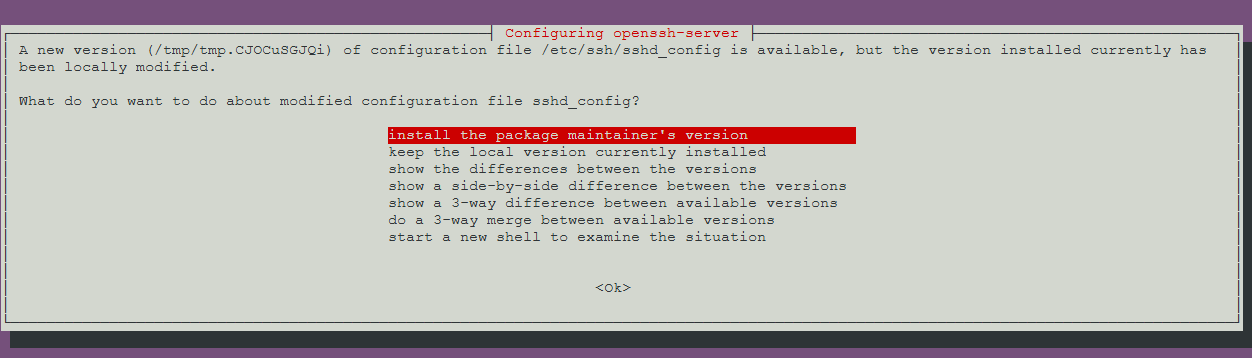 Configuring openssh-server
A new version (/tmp/tmp.CJOCuSGJQi) of configuration file /etc/ssh/sshd_config is available, but the version installed currently has
been locally modified.
What do you want to do about modified configuration file sshd_config?
install the package maintainer's version
keep the local version currently installed
show the differences between the versions
show a side-by-side difference between the versions
show a 3-way difference between available versions
do a 3-way merge between available versions
start a new shell to examine the situation
<Ok>